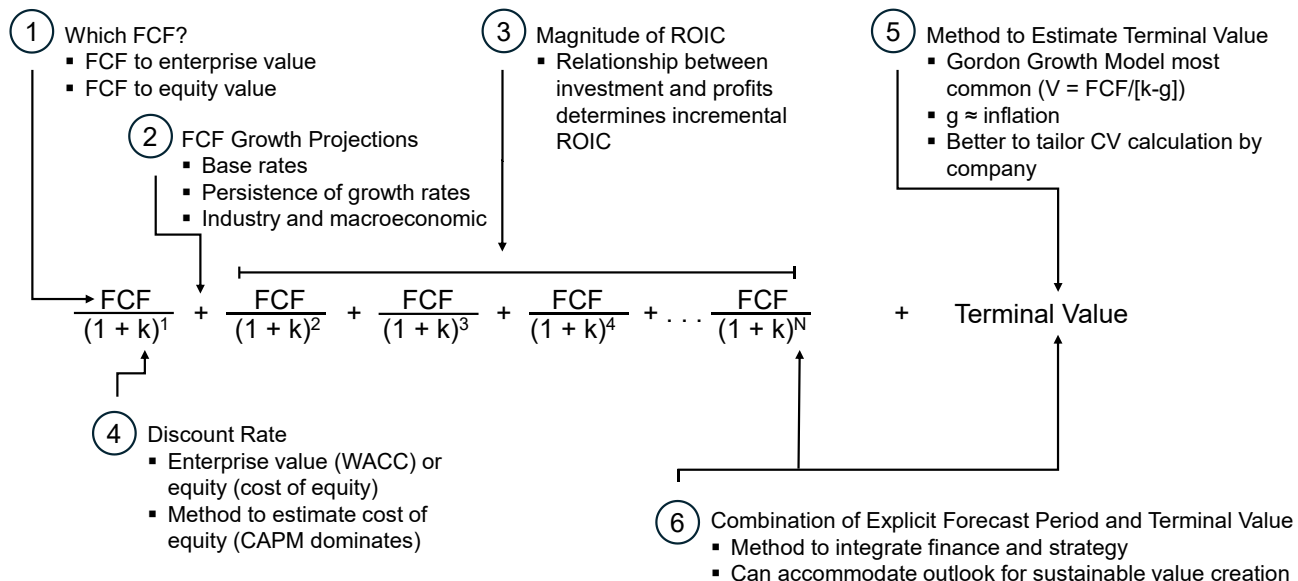 1 Which FCF?
▪ FCF to enterprise value
▪ FCF to equity value
2 FCF Growth Projections
▪ Base rates
▪ Persistence of growth rates
▪ Industry and macroeconomic
3 Magnitude of ROIC
▪ Relationship between
investment and profits
determines incremental
ROIC
5 Method to Estimate Terminal Value
▪ Gordon Growth Model most
common (V = FCF/[k-g])
▪ g ≈ inflation
▪ Better to tailor CV calculation by
company
FCF + FCF + FCF + FCF + . . . FCF + Terminal Value
(1 + k)¹ (1 + k)² (1 + k)³ (1 + k)⁴ (1 + k)ᴺ
4 Discount Rate
▪ Enterprise value (WACC) or
equity (cost of equity)
▪ Method to estimate cost of
equity (CAPM dominates)
6 Combination of Explicit Forecast Period and Terminal Value
▪ Method to integrate finance and strategy
▪ Can accommodate outlook for sustainable value creation